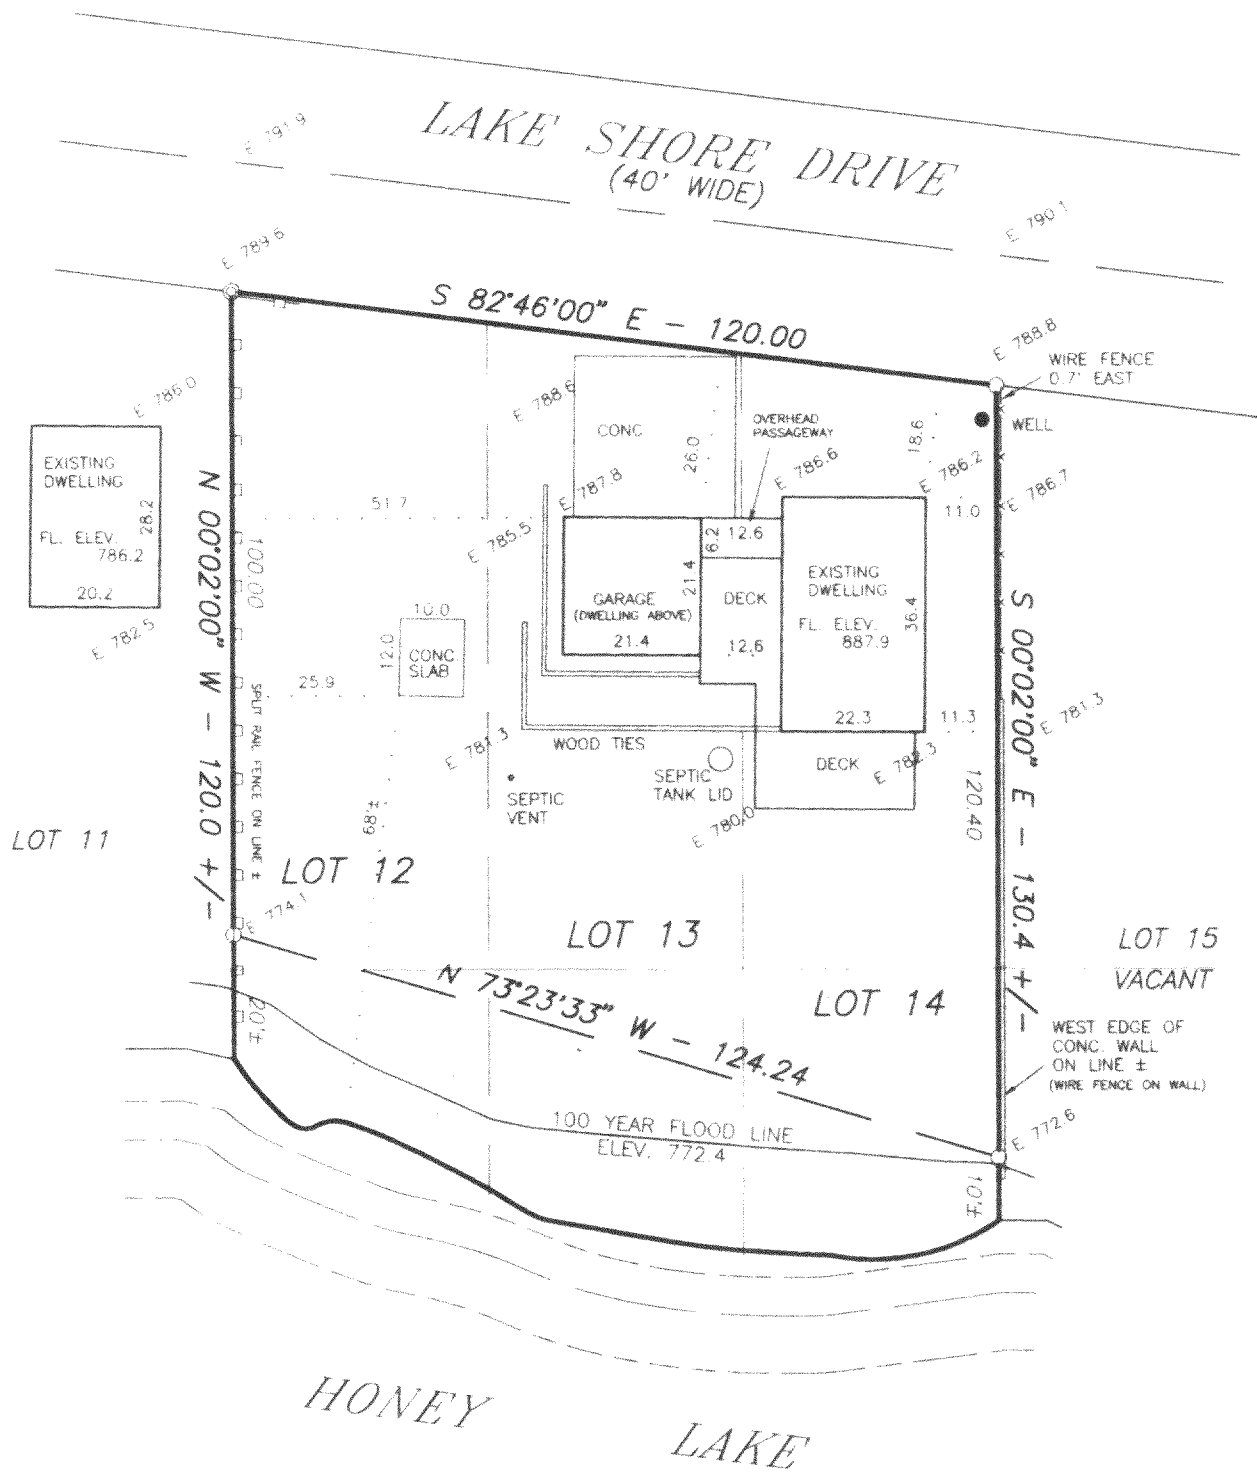 LAKE SHORE DRIVE
(40' WIDE)
E 791.9
E 790.1
E 789.6
S 82°46'00" E - 120.00
E 788.8
WIRE FENCE
0.7' EAST
E 786.0
E 788.6
CONC
26.0
OVERHEAD
PASSAGEWAY
18.6
WELL
E 787.8
E 786.6
E 786.2
E 786.7
EXISTING
DWELLING
FL. ELEV.
786.2
28.2
20.2
E 782.5
N 00°02'00" W - 120.0 +/-
100.00
51.7
E 785.5
6.2
12.6
11.0
GARAGE
(DWELLING ABOVE)
21.4
21.4
DECK
12.6
EXISTING
DWELLING
FL. ELEV.
887.9
36.4
22.3
S 00°02'00" E - 130.4 +/-
10.0
12.0
CONC.
SLAB
25.9
SPLIT RAIL FENCE ON LINE ±
11.3
E 781.3
E 781.3
WOOD TIES
SEPTIC
VENT
SEPTIC
TANK LID
DECK
E 782.3
E 780.0
120.40
68'±
LOT 11
LOT 12
E 774.1
LOT 13
LOT 14
LOT 15
VACANT
N 73°23'33" W - 124.24
20'±
WEST EDGE OF
CONC. WALL
ON LINE ±
(WIRE FENCE ON WALL)
100 YEAR FLOOD LINE
ELEV. 772.4
E 772.6
10'±
HONEY LAKE